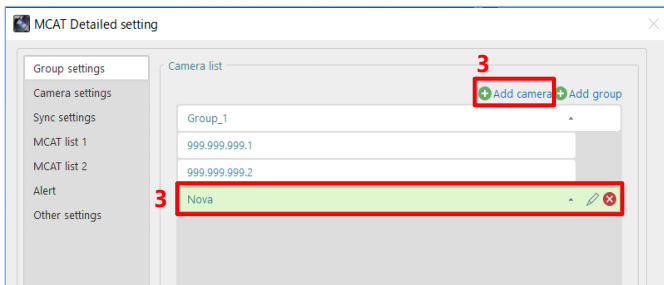 MCAT Detailed setting
Group settings
Camera settings
Sync settings
MCAT list 1
MCAT list 2
Alert
Other settings
Camera list
3
Add camera
Add group
Group_1
999.999.999.1
999.999.999.2
3
Nova